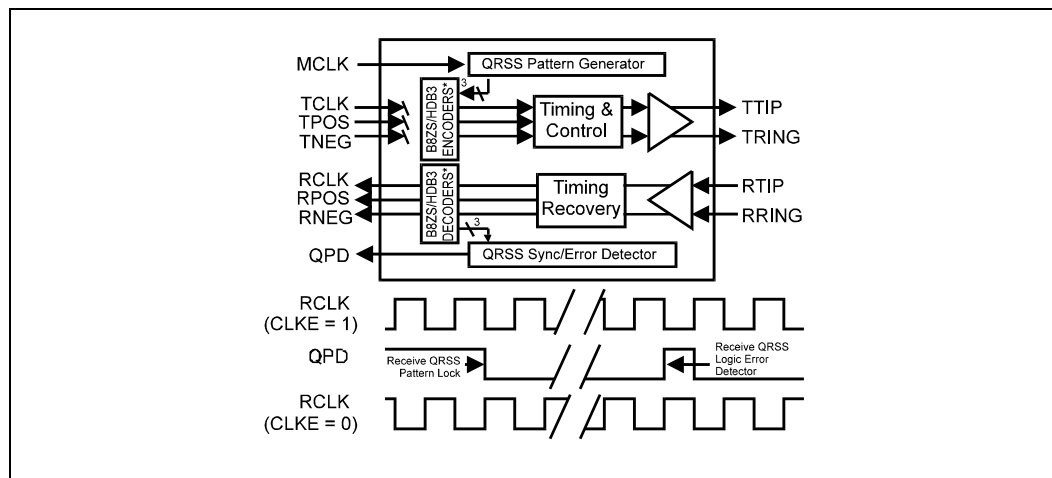 MCLK
QRSS Pattern Generator
3
TCLK
TPOS
TNEG
B8ZS/HDB3
ENCODERS*
Timing &
Control
TTIP
TRING
RCLK
RPOS
RNEG
B8ZS/HDB3
DECODERS*
Timing
Recovery
RTIP
RRING
3
QPD
QRSS Sync/Error Detector
RCLK
(CLKE = 1)
QPD
Receive QRSS
Pattern Lock
Receive QRSS
Logic Error
Detector
RCLK
(CLKE = 0)